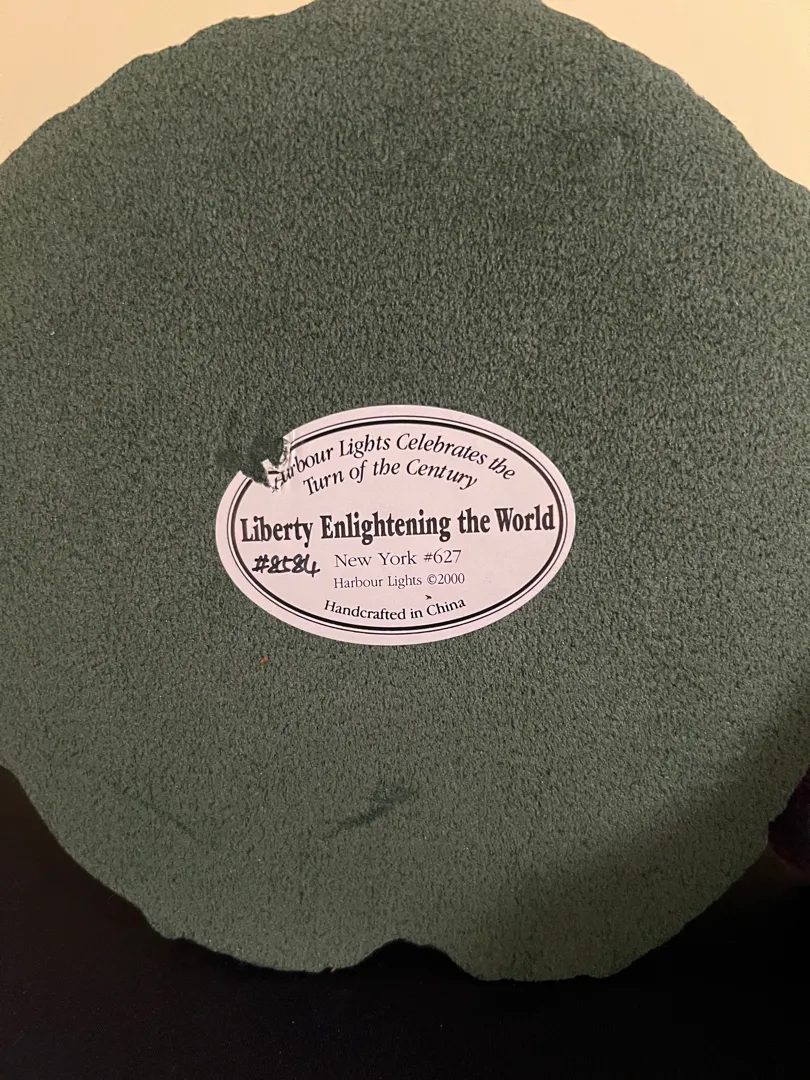 Harbour Lights Celebrates the
Turn of the Century
Liberty Enlightening the World
#8584 New York #627
Harbour Lights ©2000
Handcrafted in China